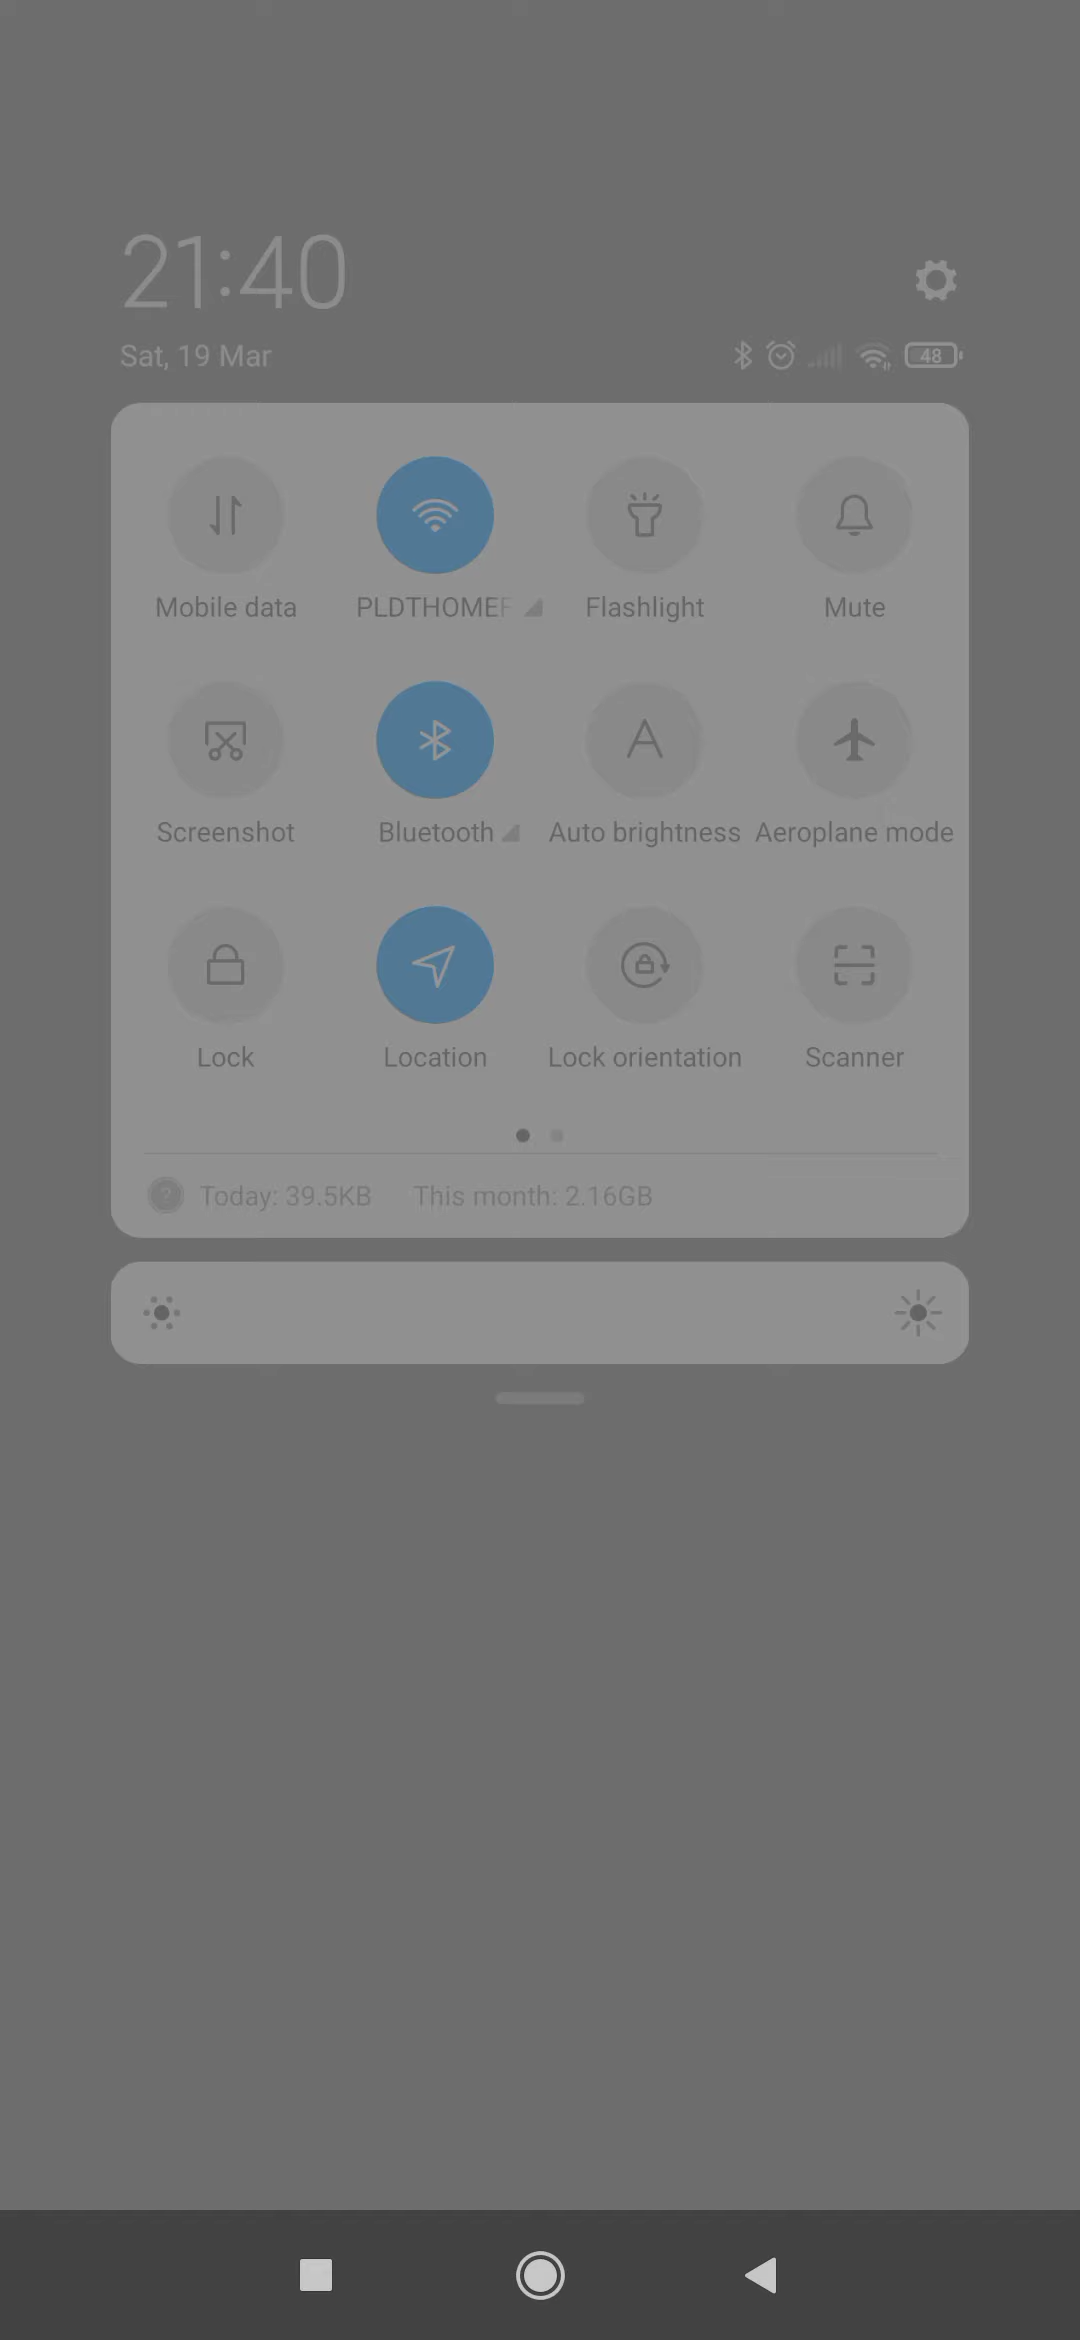 21:40
Sat, 19 Mar
48
Mobile data
PLDTHOME
Flashlight
Mute
Screenshot
Bluetooth
Auto brightness
Aeroplane mode
Lock
Location
Lock orientation
Scanner
Today: 39.5KB This month: 2.16GB